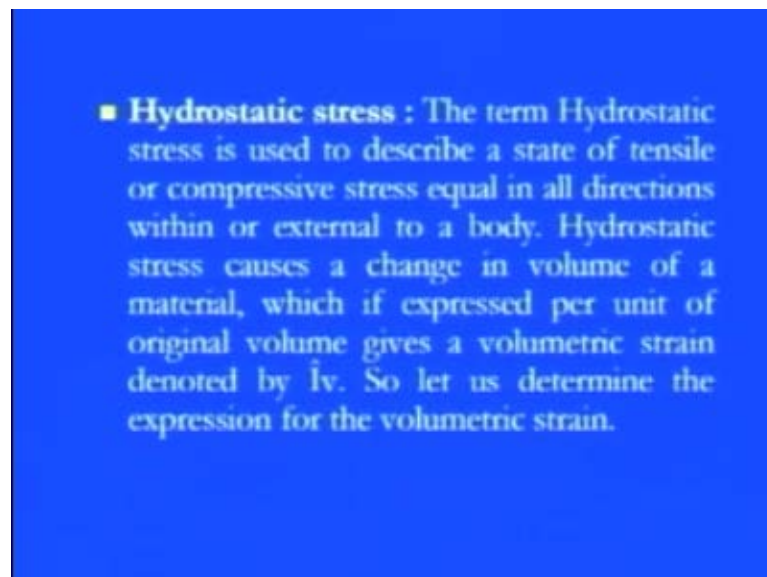 Hydrostatic stress : The term Hydrostatic
stress is used to describe a state of tensile
or compressive stress equal in all directions
within or external to a body. Hydrostatic
stress causes a change in volume of a
material, which if expressed per unit of
original volume gives a volumetric strain
denoted by Îv. So let us determine the
expression for the volumetric strain.